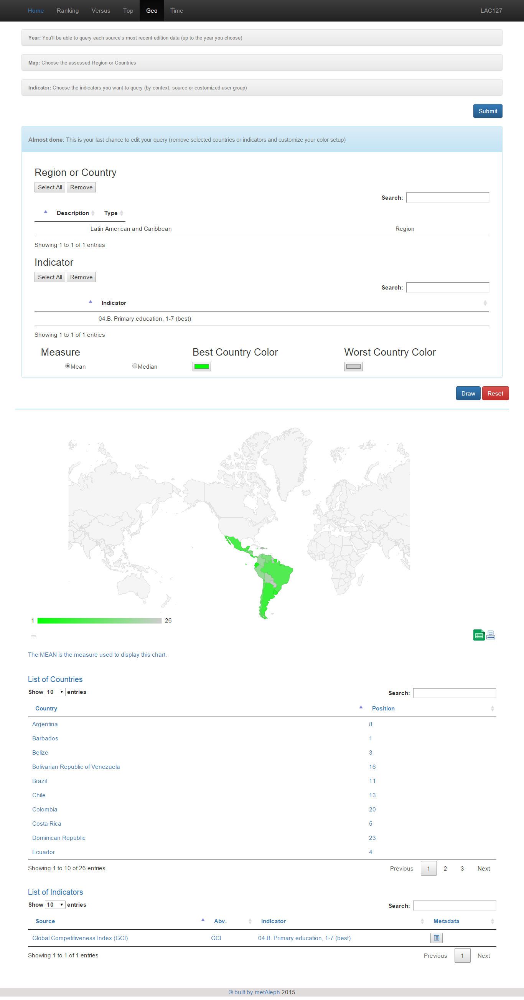 Home Ranking Versus Top Geo Time LAC127
Year: You'll be able to query each source's most recent edition data (up to the year you choose)
Map: Choose the assessed Region or Countries
Indicator: Choose the indicators you want to query (by context, source or customized user group)
Submit
Almost done: This is your last chance to edit your query (remove selected countries or indicators and customize your color setup)
Region or Country
Select All Remove
Search:
Description Type
Latin American and Caribbean Region
Showing 1 to 1 of 1 entries
Indicator
Select All Remove
Search:
Indicator
04.B. Primary education, 1-7 (best)
Showing 1 to 1 of 1 entries
Measure Best Country Color Worst Country Color
Mean Median
Draw Reset
1 26
The MEAN is the measure used to display this chart.
List of Countries
Show 10 entries Search:
Country Position
Argentina 8
Barbados 1
Belize 3
Bolivarian Republic of Venezuela 16
Brazil 11
Chile 13
Colombia 20
Costa Rica 5
Dominican Republic 23
Ecuador 4
Showing 1 to 10 of 26 entries Previous 1 2 3 Next
List of Indicators
Show 10 entries Search:
Source Abv. Indicator Metadata
Global Competitiveness Index (GCI) GCI 04.B. Primary education, 1-7 (best)
Showing 1 to 1 of 1 entries Previous 1 Next
© built by metAleph 2015